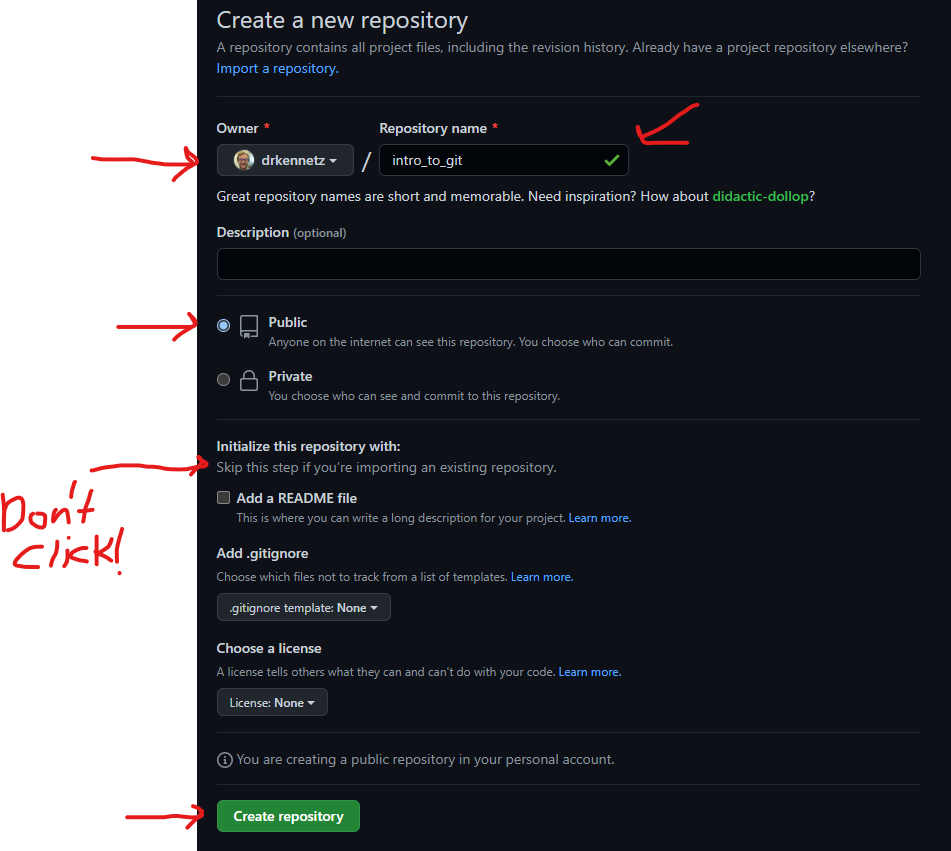 Create a new repository
A repository contains all project files, including the revision history. Already have a project repository elsewhere?
Import a repository.
Owner * Repository name *
drkennetz / intro_to_git
Great repository names are short and memorable. Need inspiration? How about didactic-dollop?
Description (optional)
Public
Anyone on the internet can see this repository. You choose who can commit.
Private
You choose who can see and commit to this repository.
Initialize this repository with:
Skip this step if you're importing an existing repository.
Don't
click!
Add a README file
This is where you can write a long description for your project. Learn more.
Add .gitignore
Choose which files not to track from a list of templates. Learn more.
.gitignore template: None
Choose a license
A license tells others what they can and can't do with your code. Learn more.
License: None
You are creating a public repository in your personal account.
Create repository